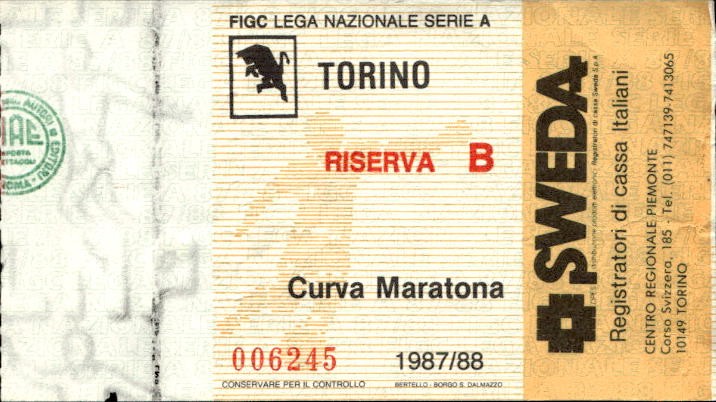 FIGC LEGA NAZIONALE SERIE A
TORINO
RISERVA B
Curva Maratona
006245 1987/88
CONSERVARE PER IL CONTROLLO BERTELLO - BORGO S. DALMAZZO
SWEDA
Registratori di cassa Italiani
CENTRO REGIONALE PIEMONTE
Corso Svizzera, 185 - Tel. (011) 747139-7413065
10149 TORINO